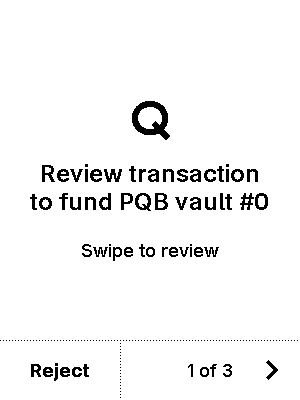 Q
Review transaction
to fund PQB vault #0
Swipe to review
Reject
1 of 3